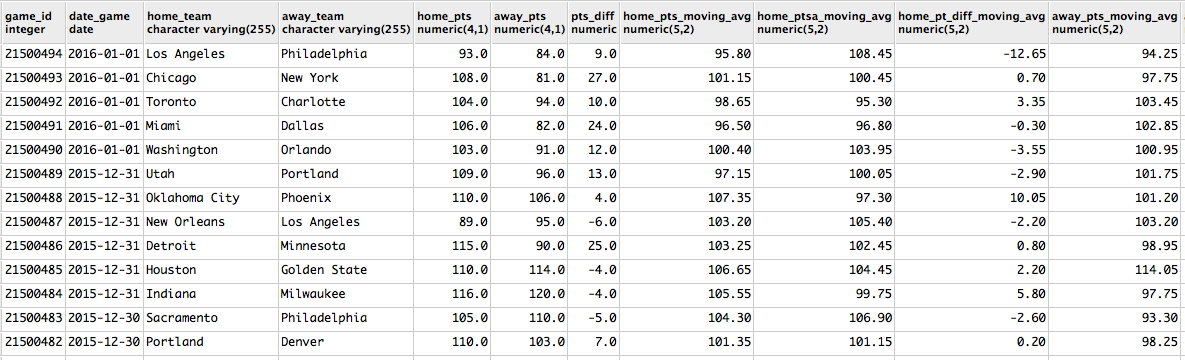 game_id date_game home_team away_team home_pts away_pts pts_diff home_pts_moving_avg home_ptsa_moving_avg home_pt_diff_moving_avg away_pts_moving_avg
integer date character varying(255) character varying(255) numeric(4,1) numeric(4,1) numeric numeric(5,2) numeric(5,2) numeric(5,2) numeric(5,2)
21500494 2016-01-01 Los Angeles Philadelphia 93.0 84.0 9.0 95.80 108.45 -12.65 94.25
21500493 2016-01-01 Chicago New York 108.0 81.0 27.0 101.15 100.45 0.70 97.75
21500492 2016-01-01 Toronto Charlotte 104.0 94.0 10.0 98.65 95.30 3.35 103.45
21500491 2016-01-01 Miami Dallas 106.0 82.0 24.0 96.50 96.80 -0.30 102.85
21500490 2016-01-01 Washington Orlando 103.0 91.0 12.0 100.40 103.95 -3.55 100.95
21500489 2015-12-31 Utah Portland 109.0 96.0 13.0 97.15 100.05 -2.90 101.75
21500488 2015-12-31 Oklahoma City Phoenix 110.0 106.0 4.0 107.35 97.30 10.05 101.20
21500487 2015-12-31 New Orleans Los Angeles 89.0 95.0 -6.0 103.20 105.40 -2.20 103.20
21500486 2015-12-31 Detroit Minnesota 115.0 90.0 25.0 103.25 102.45 0.80 98.95
21500485 2015-12-31 Houston Golden State 110.0 114.0 -4.0 106.65 104.45 2.20 114.05
21500484 2015-12-31 Indiana Milwaukee 116.0 120.0 -4.0 105.55 99.75 5.80 97.75
21500483 2015-12-30 Sacramento Philadelphia 105.0 110.0 -5.0 104.30 106.90 -2.60 93.30
21500482 2015-12-30 Portland Denver 110.0 103.0 7.0 101.35 101.15 0.20 98.25